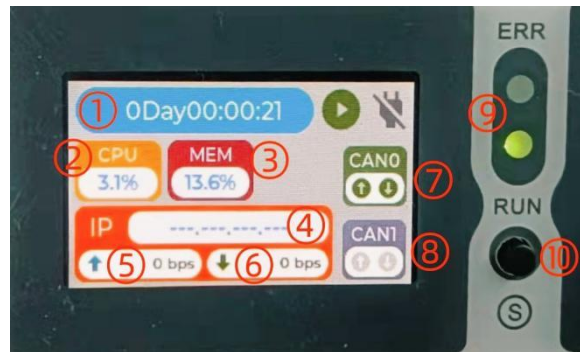 ERR
① 0Day00:00:21
⑨
② CPU MEM ③
3.1% 13.6%
CAN0
⑦
RUN
IP ---.---.---.--- ④
CAN1
⑧
⑤ 0 bps ⑥ 0 bps
⑩
S